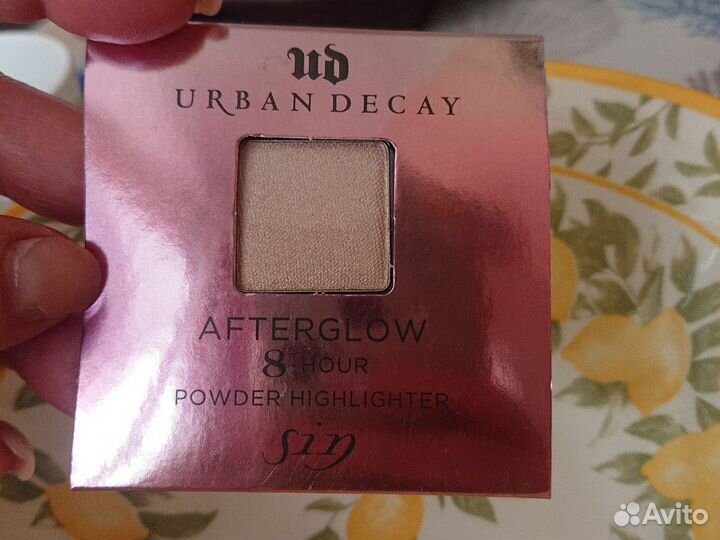 ud
URBAN DECAY
AFTERGLOW
8-HOUR
POWDER HIGHLIGHTER
sin
Avito